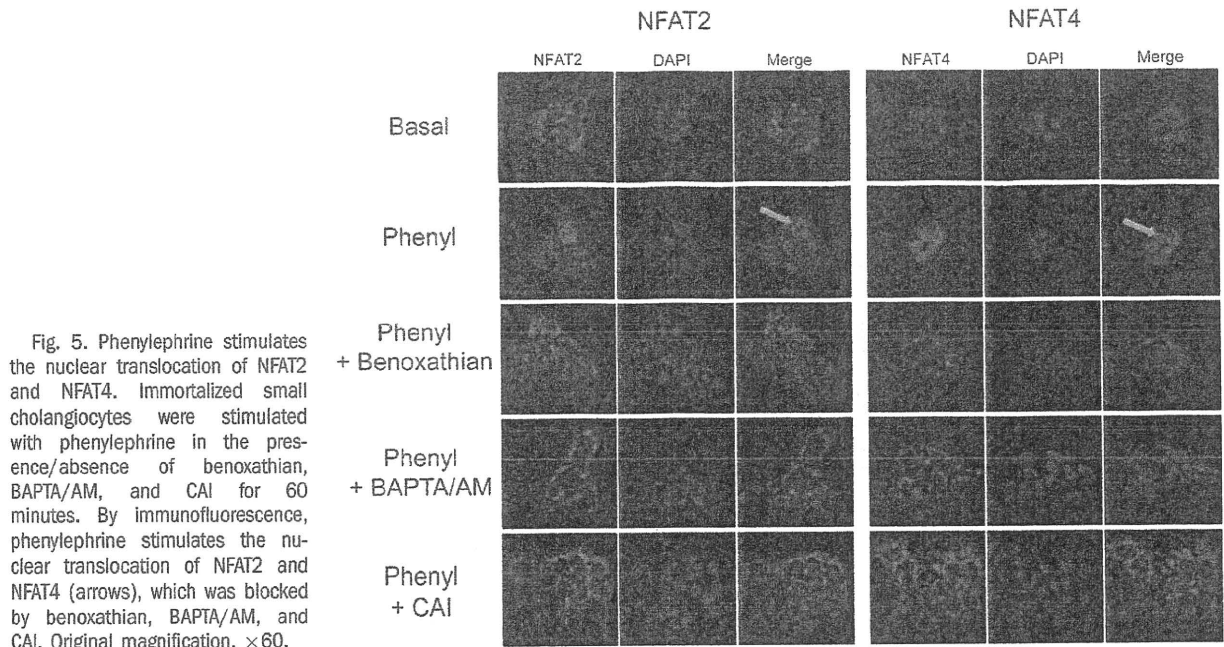 NFAT2 NFAT4
NFAT2 DAPI Merge NFAT4 DAPI Merge
Basal
Phenyl
Phenyl
+ Benoxathian
Phenyl
+ BAPTA/AM
Phenyl
+ CAI
Fig. 5. Phenylephrine stimulates
the nuclear translocation of NFAT2
and NFAT4. Immortalized small
cholangiocytes were stimulated
with phenylephrine in the pres-
ence/absence of benoxathian,
BAPTA/AM, and CAI for 60
minutes. By immunofluorescence,
phenylephrine stimulates the nu-
clear translocation of NFAT2 and
NFAT4 (arrows), which was blocked
by benoxathian, BAPTA/AM, and
CAI. Original magnification, ×60.